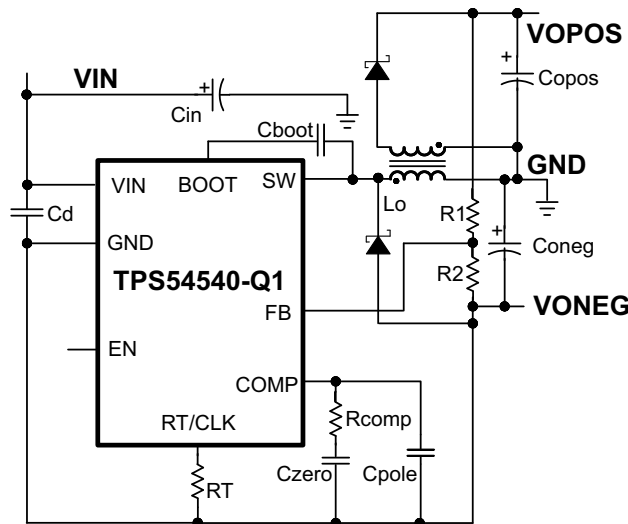 VOPOS
VIN
Copos
Cin
Cboot
GND
VIN
BOOT
SW
Lo
R1
Cd
GND
Coneg
TPS54540-Q1
R2
FB
VONEG
EN
COMP
RT/CLK
Rcomp
Czero
Cpole
RT